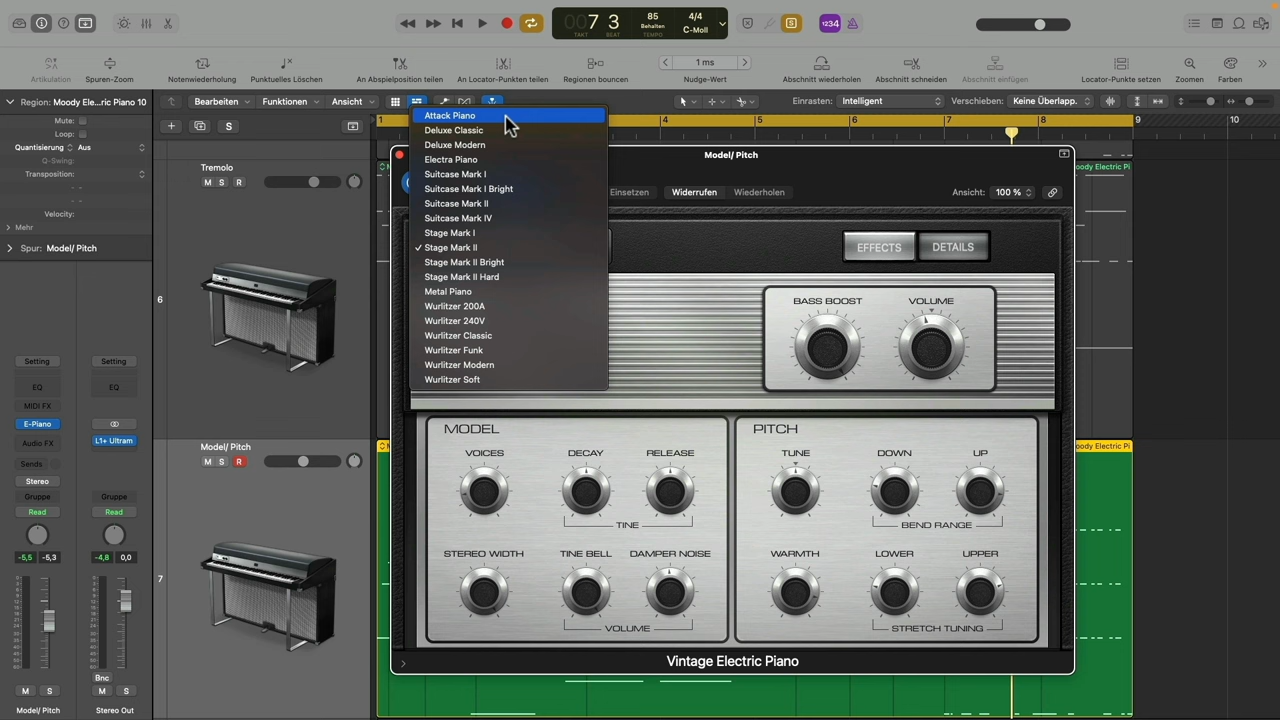 007 3
TAKT BEAT
85
Behalten
TEMPO
4/4
C-Moll
1234
Artikulation
Spuren-Zoom
Notenwiederholung
Punktuelles Löschen
An Abspielposition teilen
An Locator-Punkten teilen
Regionen bouncen
1 ms
Nudge-Wert
Abschnitt wiederholen
Abschnitt schneiden
Abschnitt einfügen
Locator-Punkte setzen
Zoomen
Farben
Region: Moody Ele...ric Piano 10
Bearbeiten
Funktionen
Ansicht
Einrasten: Intelligent
Verschieben: Keine Überlapp.
Mute:
Loop:
Quantisierung Aus
Q-Swing:
Transposition:
Velocity:
Mehr
Spur: Model/ Pitch
S
1
4
5
6
7
8
9
10
Tremolo
M S R
6
Model/ Pitch
M S R
7
Attack Piano
Deluxe Classic
Deluxe Modern
Electra Piano
Suitcase Mark I
Suitcase Mark I Bright
Suitcase Mark II
Suitcase Mark IV
Stage Mark I
✓ Stage Mark II
Stage Mark II Bright
Stage Mark II Hard
Metal Piano
Wurlitzer 200A
Wurlitzer 240V
Wurlitzer Classic
Wurlitzer Funk
Wurlitzer Modern
Wurlitzer Soft
Model/ Pitch
Einsetzen
Widerrufen
Wiederholen
Ansicht: 100 %
EFFECTS
DETAILS
BASS BOOST
VOLUME
MODEL
VOICES
DECAY
RELEASE
TINE
STEREO WIDTH
TINE BELL
DAMPER NOISE
VOLUME
PITCH
TUNE
DOWN
UP
BEND RANGE
WARMTH
LOWER
UPPER
STRETCH TUNING
Vintage Electric Piano
oody Electric Pi
oody Electric Pi
Setting
Setting
EQ
EQ
MIDI FX
E-Piano
Audio FX
L1+ Ultram
Sends
Stereo
Gruppe
Gruppe
Read
Read
-5,5 -5,3
-4,8 0,0
Bnc
M S
M S
Model/ Pitch
Stereo Out